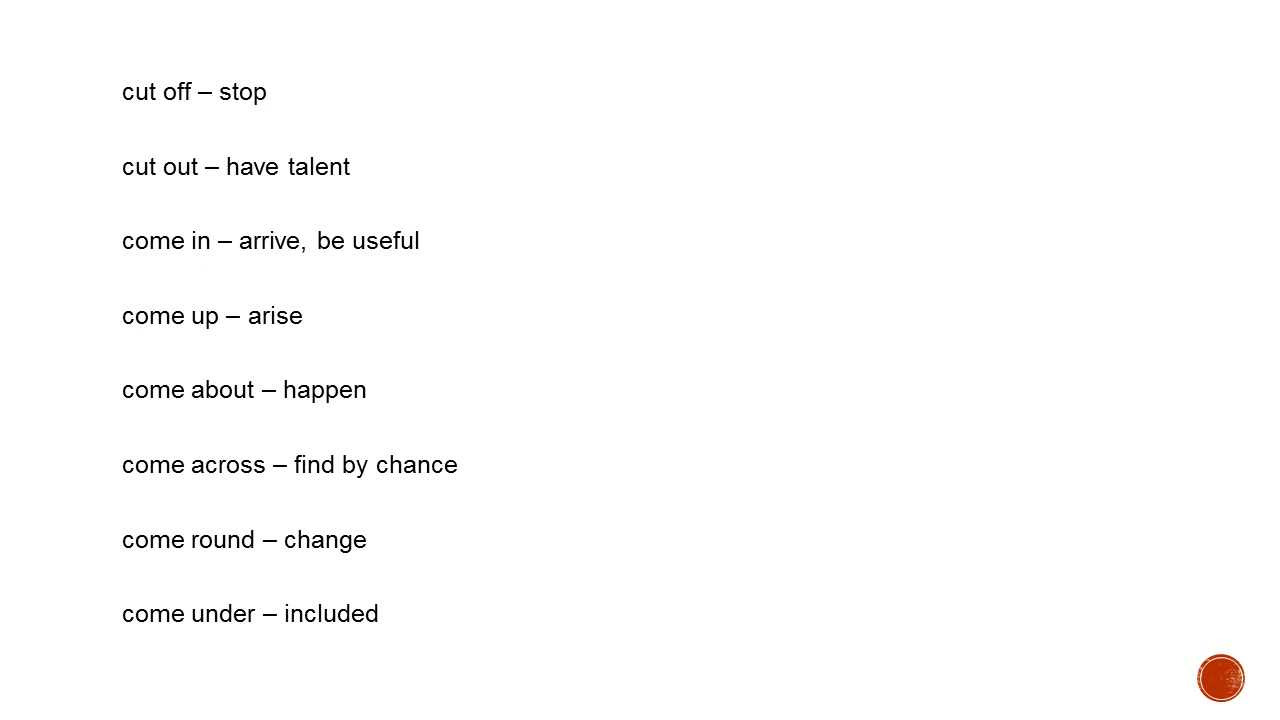 cut off – stop
cut out – have talent
come in – arrive, be useful
come up – arise
come about – happen
come across – find by chance
come round – change
come under – included